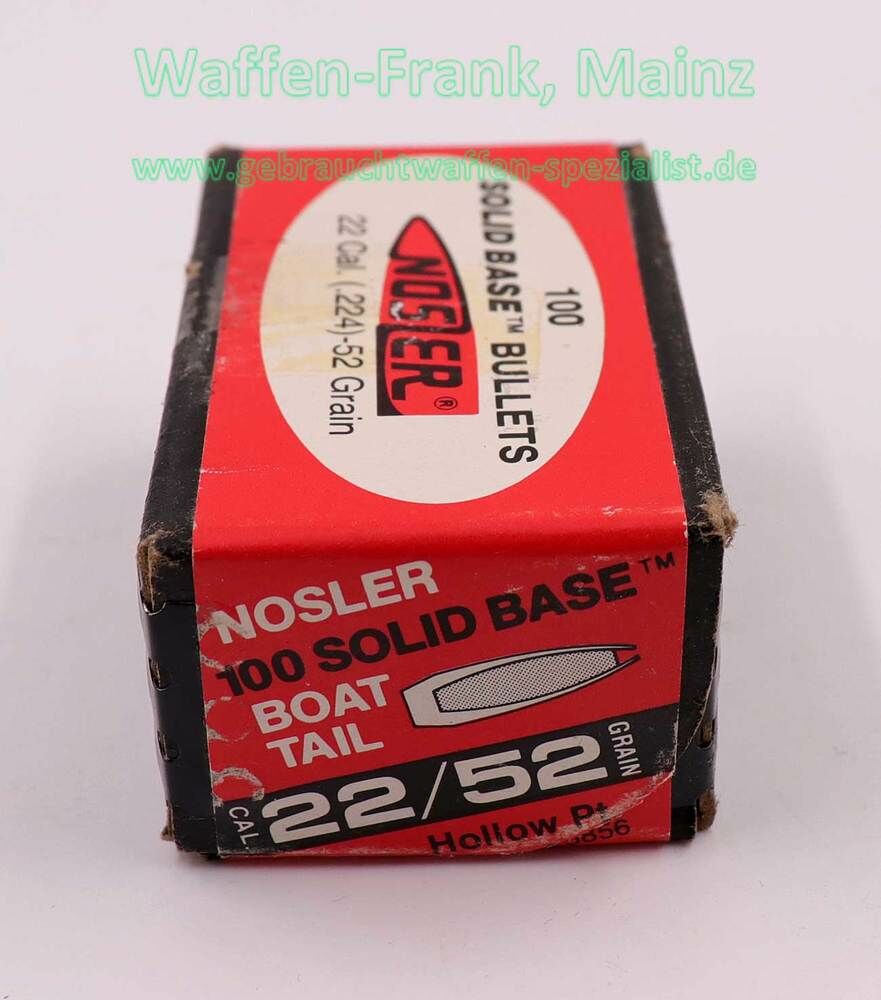 Waffen-Frank, Mainz
www.gebrauchtwaffen-spezialist.de
100
SOLID BASE™ BULLETS
NOSLER®
22 Cal. (.224)-52 Grain
NOSLER
100 SOLID BASE™
BOAT
TAIL
CAL. 22/52 GRAIN
Hollow Pt.